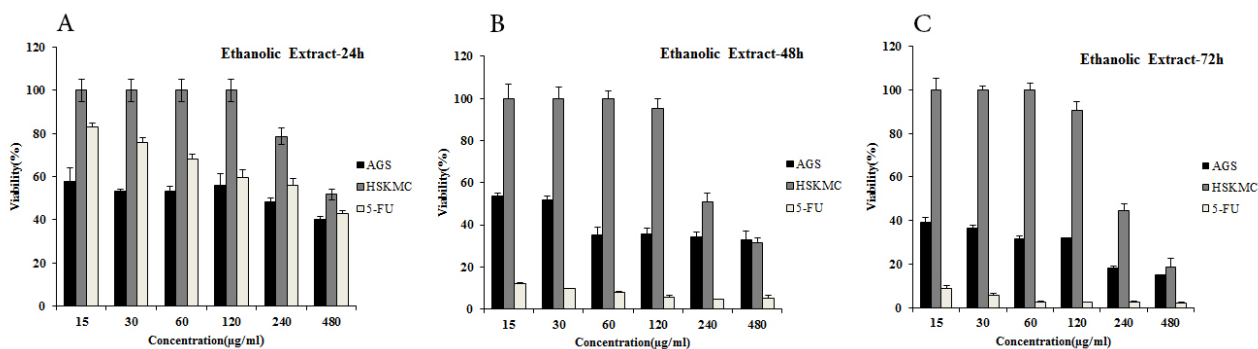 A
Ethanolic Extract-24h
Viability(%)
120
100
80
60
40
20
0
15 30 60 120 240 480
Concentration(µg/ml)
AGS
HSKMC
5-FU
B
Ethanolic Extract-48h
Viability(%)
120
100
80
60
40
20
0
15 30 60 120 240 480
Concentration(µg/ml)
AGS
HSKMC
5-FU
C
Ethanolic Extract-72h
Viability(%)
120
100
80
60
40
20
0
15 30 60 120 240 480
Concentration(µg/ml)
AGS
HSKMC
5-FU